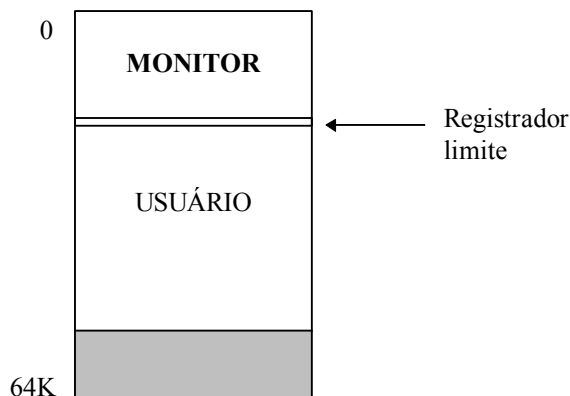 0
MONITOR
Registrador
limite
USUÁRIO
64K